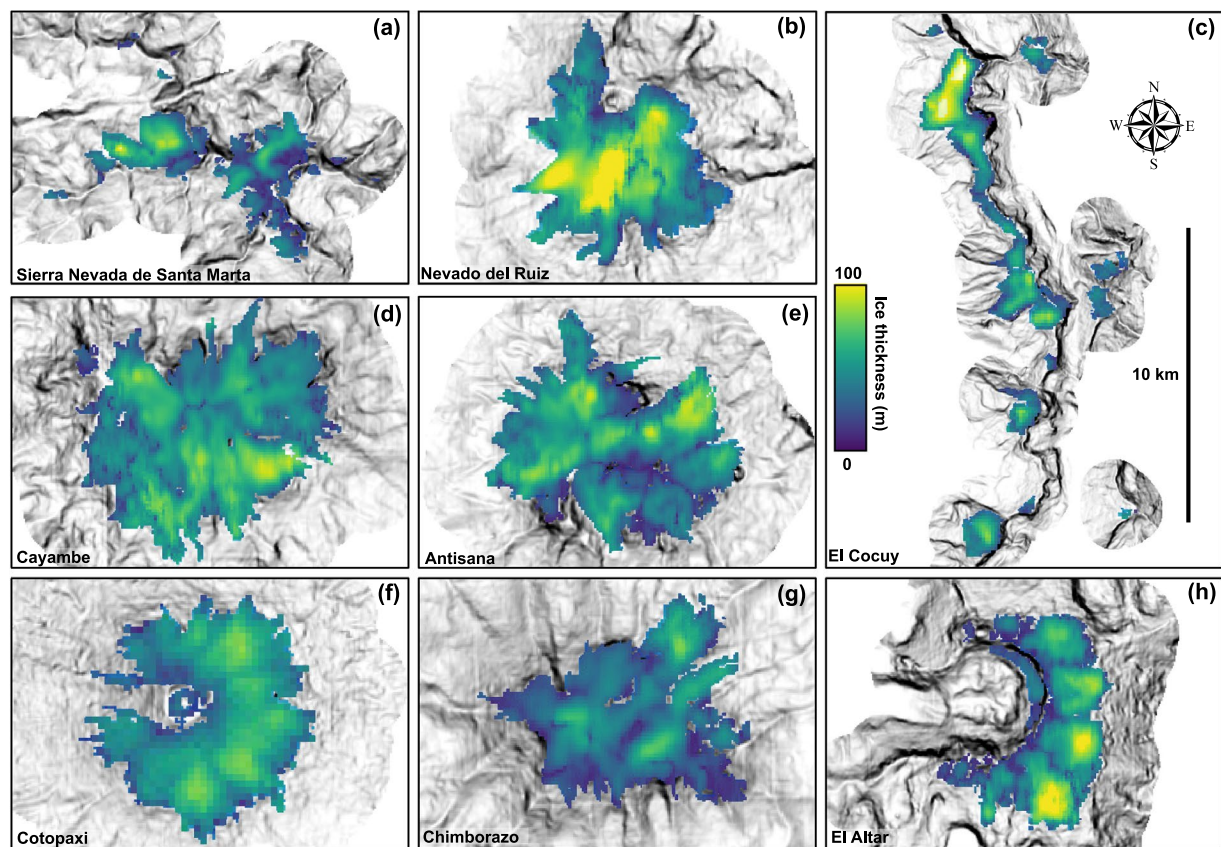 (a)
Sierra Nevada de Santa Marta
(b)
Nevado del Ruiz
(c)
N
W E
S
100
Ice thickness (m)
0
10 km
El Cocuy
(d)
Cayambe
(e)
Antisana
(f)
Cotopaxi
(g)
Chimborazo
(h)
El Altar